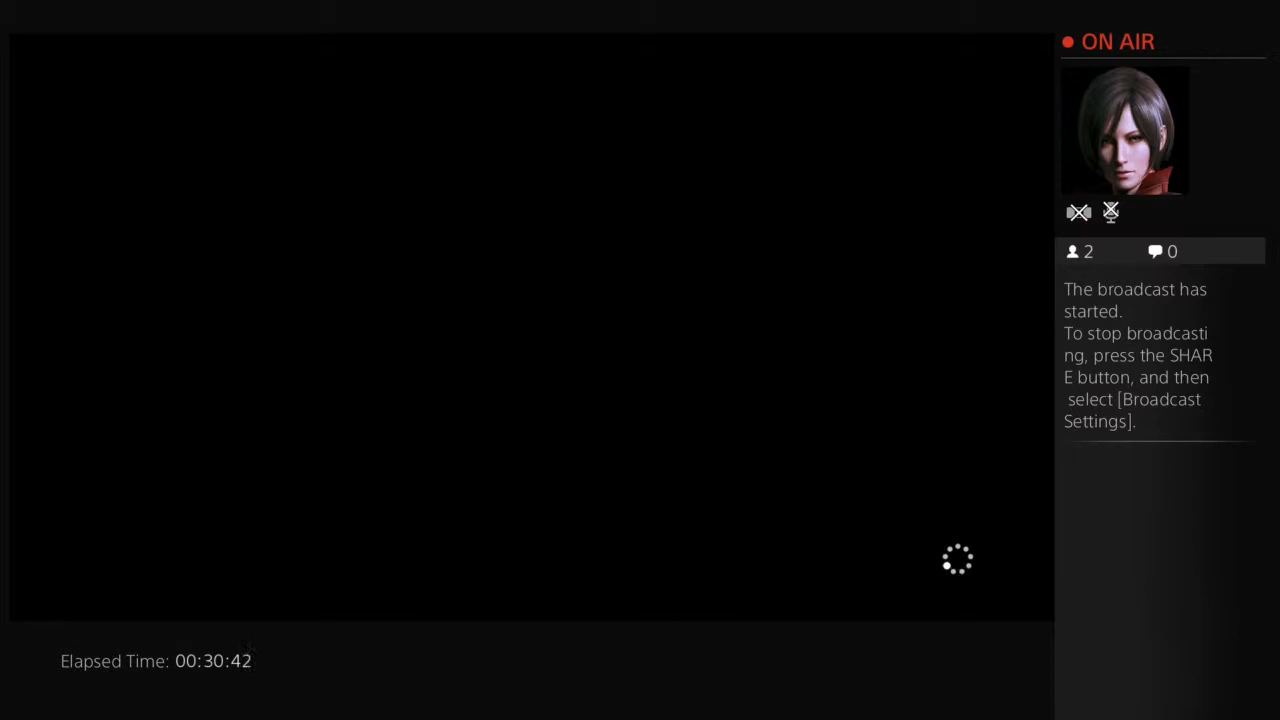 ON AIR
2 0
The broadcast has
started.
To stop broadcasti
ng, press the SHAR
E button, and then
select [Broadcast
Settings].
Elapsed Time: 00:30:42